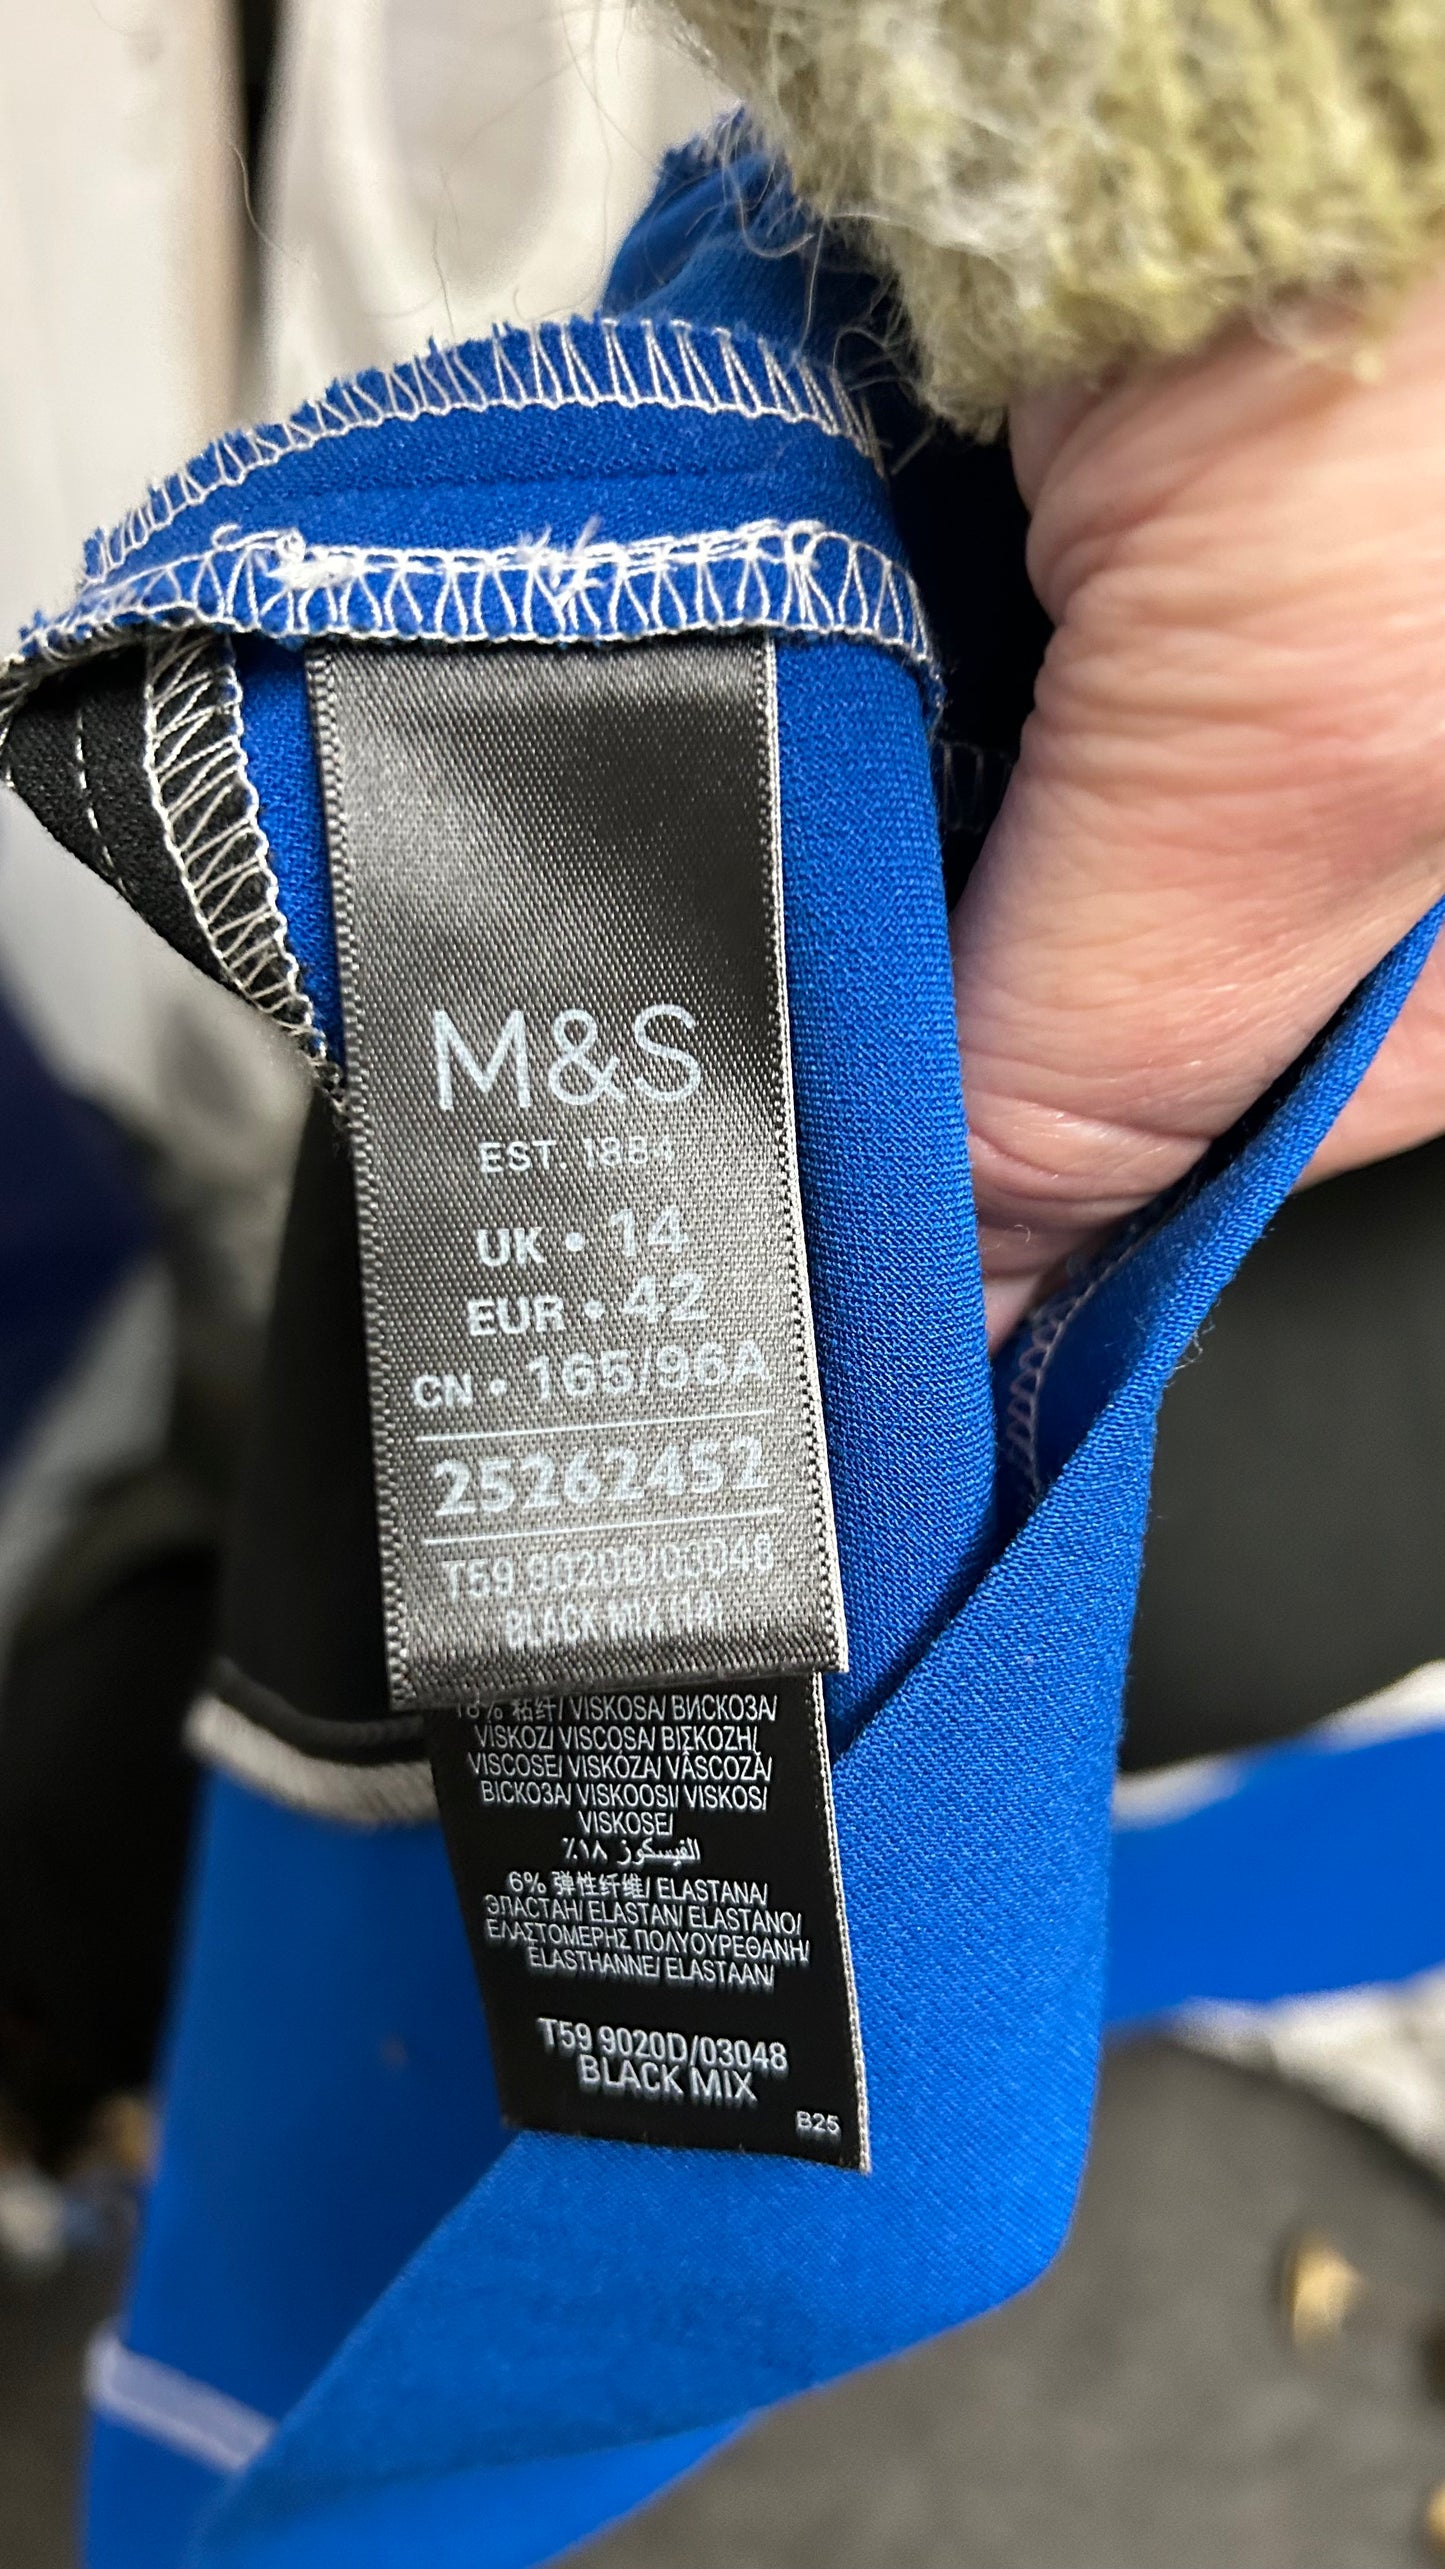 M&S
EST. 1884
UK • 14
EUR • 42
CN • 165/96A
25262452
T59 9020D/03048
BLACK MIX (14)
18% 粘纤/ VISKOSA/ ВИСКОЗА/
VISKOZ/ VISCOSA/ ΒΙΣΚΟΖΗ/
VISCOSE/ VISKÓZA/ VÂSCOZĂ/
ВІСКОЗА/ VISKOOSI/ VISKOS/
VISKOSE/
٪١٨ الفيسكوز
6% 弹性纤维/ ELASTANA/
ЭЛАСТАН/ ELASTAN/ ELASTANO/
ΕΛΑΣΤΟΜΕΡΗΣ ΠΟΛΥΟΥΡΕΘΑΝΗ/
ELASTHANNE/ ELASTAAN/
T59 9020D/03048
BLACK MIX
B25